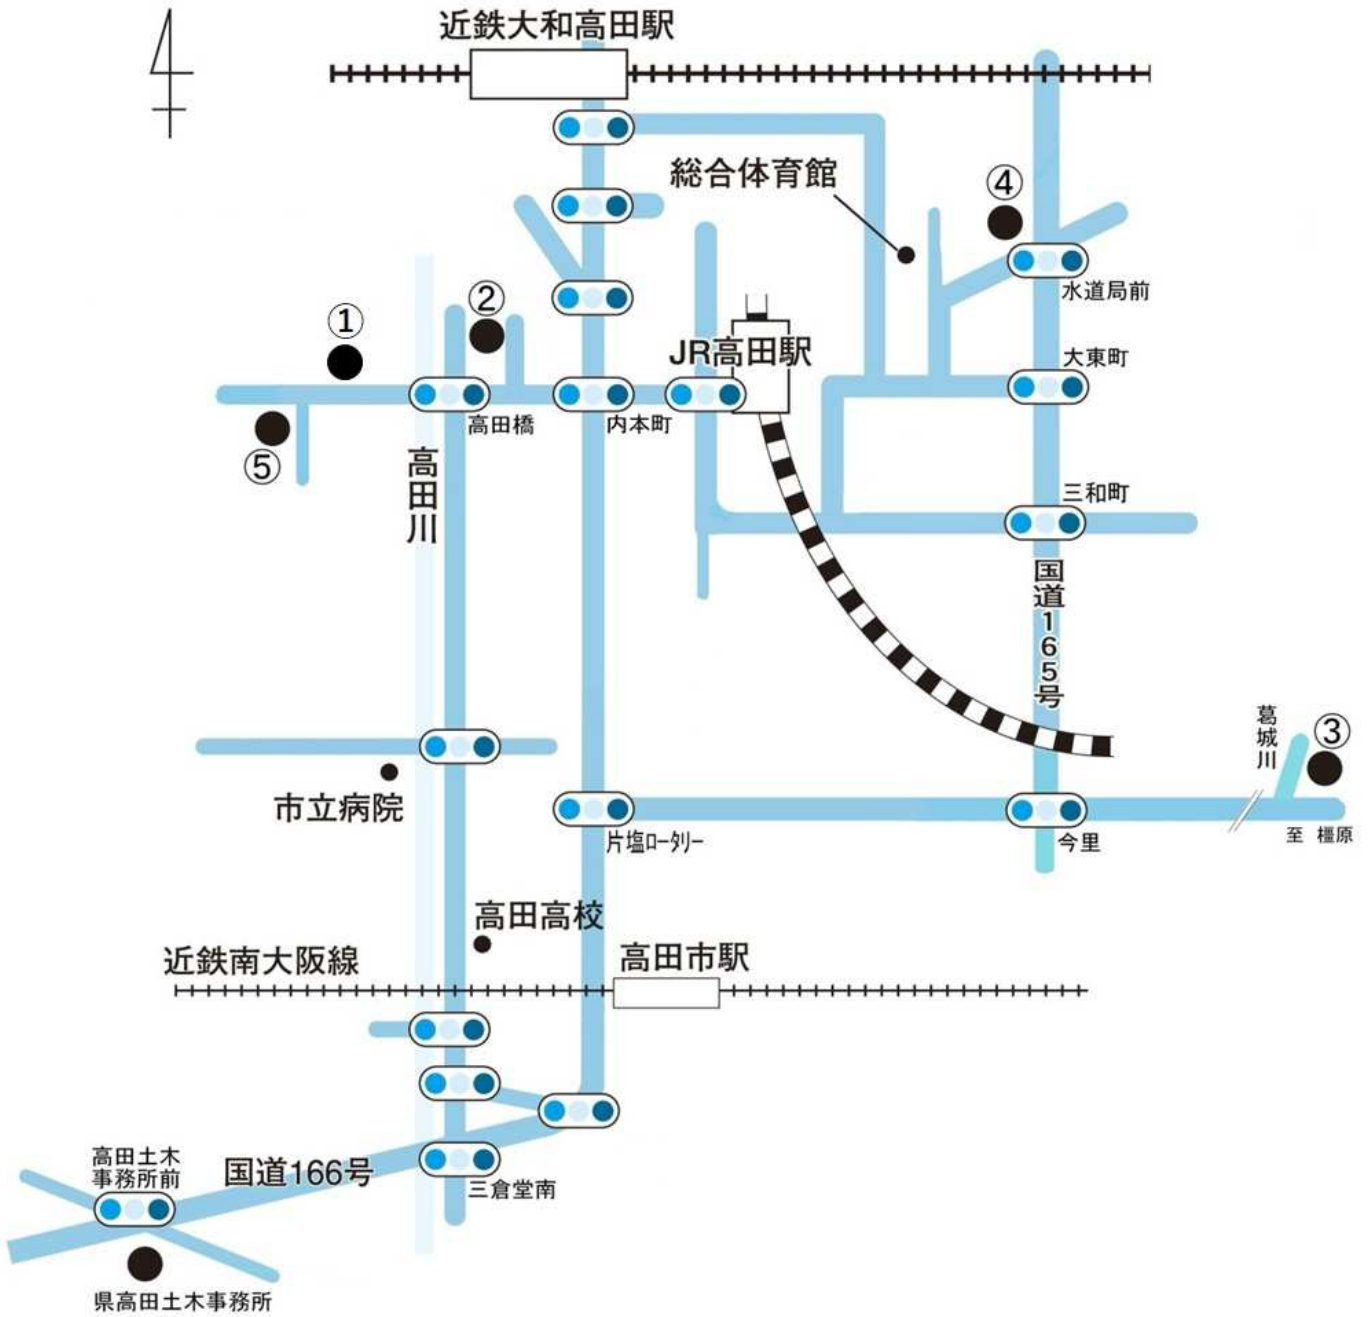 近鉄大和高田駅
総合体育館
④
水道局前
①
②
JR高田駅
大東町
高田橋
内本町
⑤
高田川
三和町
国道165号
葛城川
③
市立病院
片塩ロータリー
今里
至 橿原
高田高校
近鉄南大阪線
高田市駅
高田土木
事務所前
国道166号
三倉堂南
県高田土木事務所